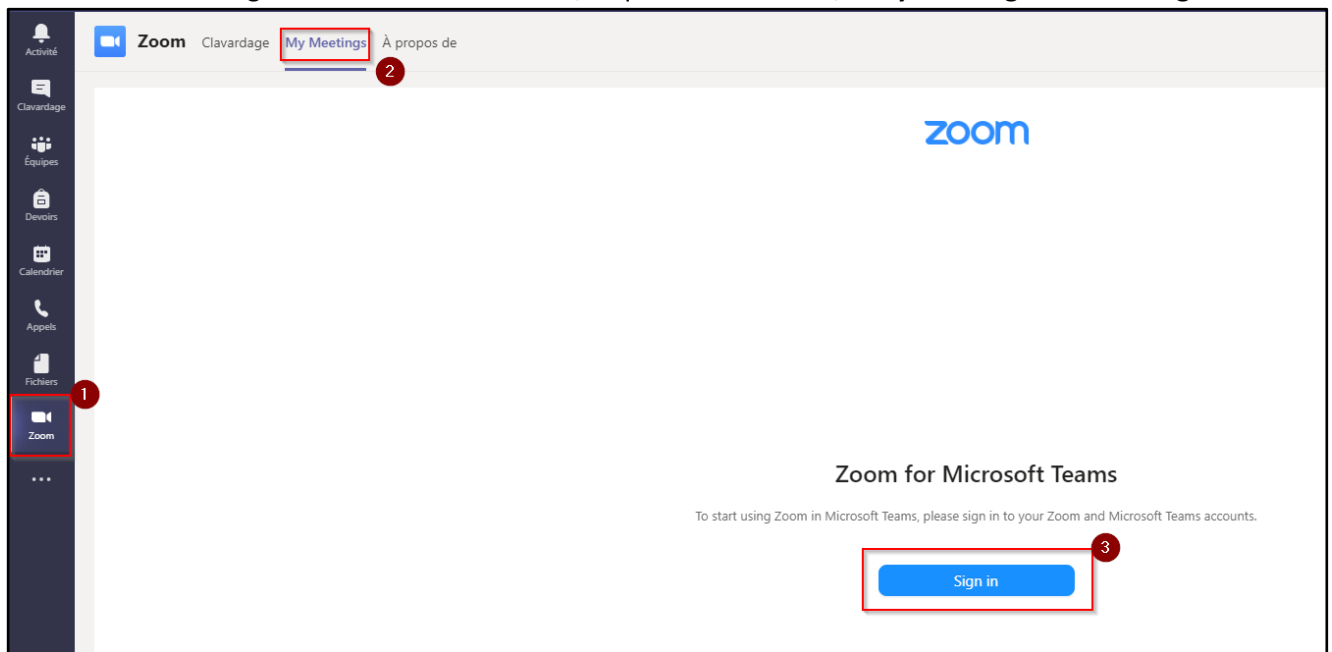 Activité
Zoom Clavardage My Meetings À propos de
2
Clavardage
zoom
Équipes
Devoirs
Calendrier
Appels
Fichiers
1
Zoom
Zoom for Microsoft Teams
To start using Zoom in Microsoft Teams, please sign in to your Zoom and Microsoft Teams accounts.
3
Sign in